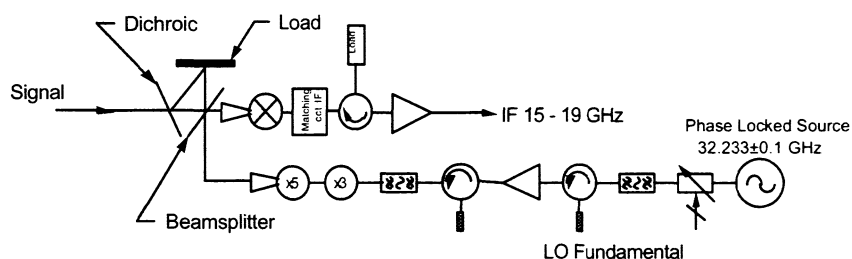 Dichroic
Load
Load
Signal
Matching
cct IF
IF 15 - 19 GHz
Phase Locked Source
32.233±0.1 GHz
x5
x3
Beamsplitter
LO Fundamental